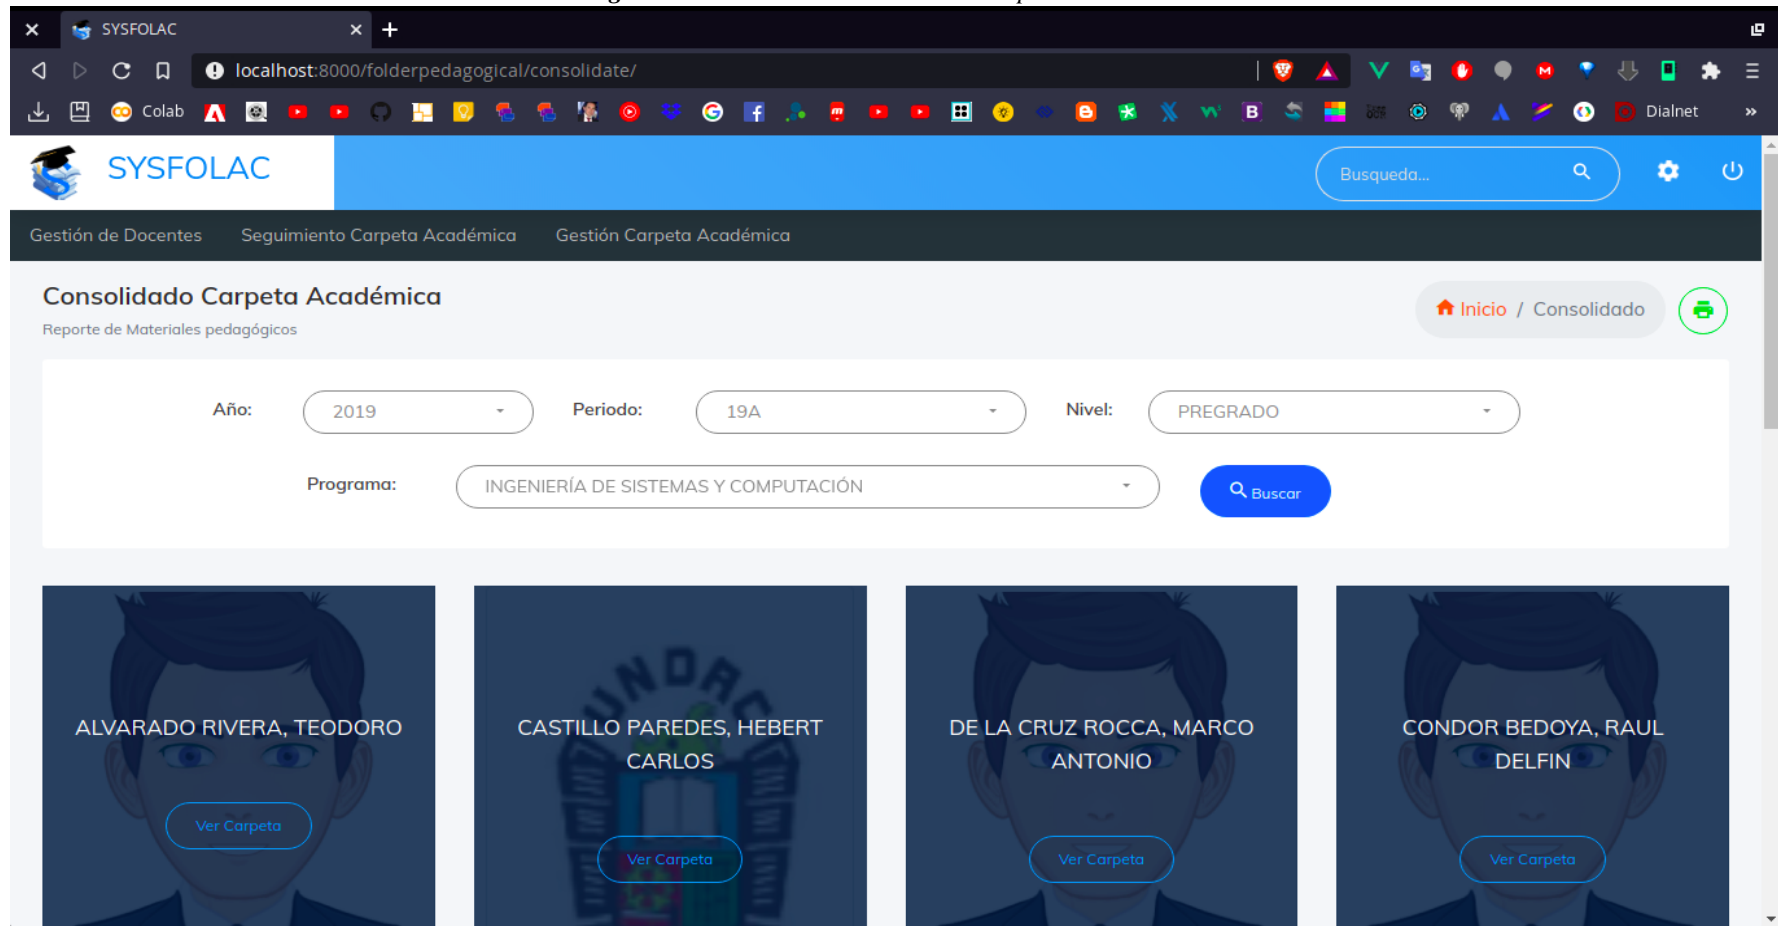 SYSFOLAC
localhost:8000/folderpedagogical/consolidate/
Colab
Dialnet
SYSFOLAC
Busqueda...
Gestión de Docentes Seguimiento Carpeta Académica Gestión Carpeta Académica
Consolidado Carpeta Académica
Reporte de Materiales pedagógicos
Inicio / Consolidado
Año: 2019 Periodo: 19A Nivel: PREGRADO
Programa: INGENIERÍA DE SISTEMAS Y COMPUTACIÓN Buscar
ALVARADO RIVERA, TEODORO
Ver Carpeta
CASTILLO PAREDES, HEBERT
CARLOS
Ver Carpeta
DE LA CRUZ ROCCA, MARCO
ANTONIO
Ver Carpeta
CONDOR BEDOYA, RAUL
DELFIN
Ver Carpeta